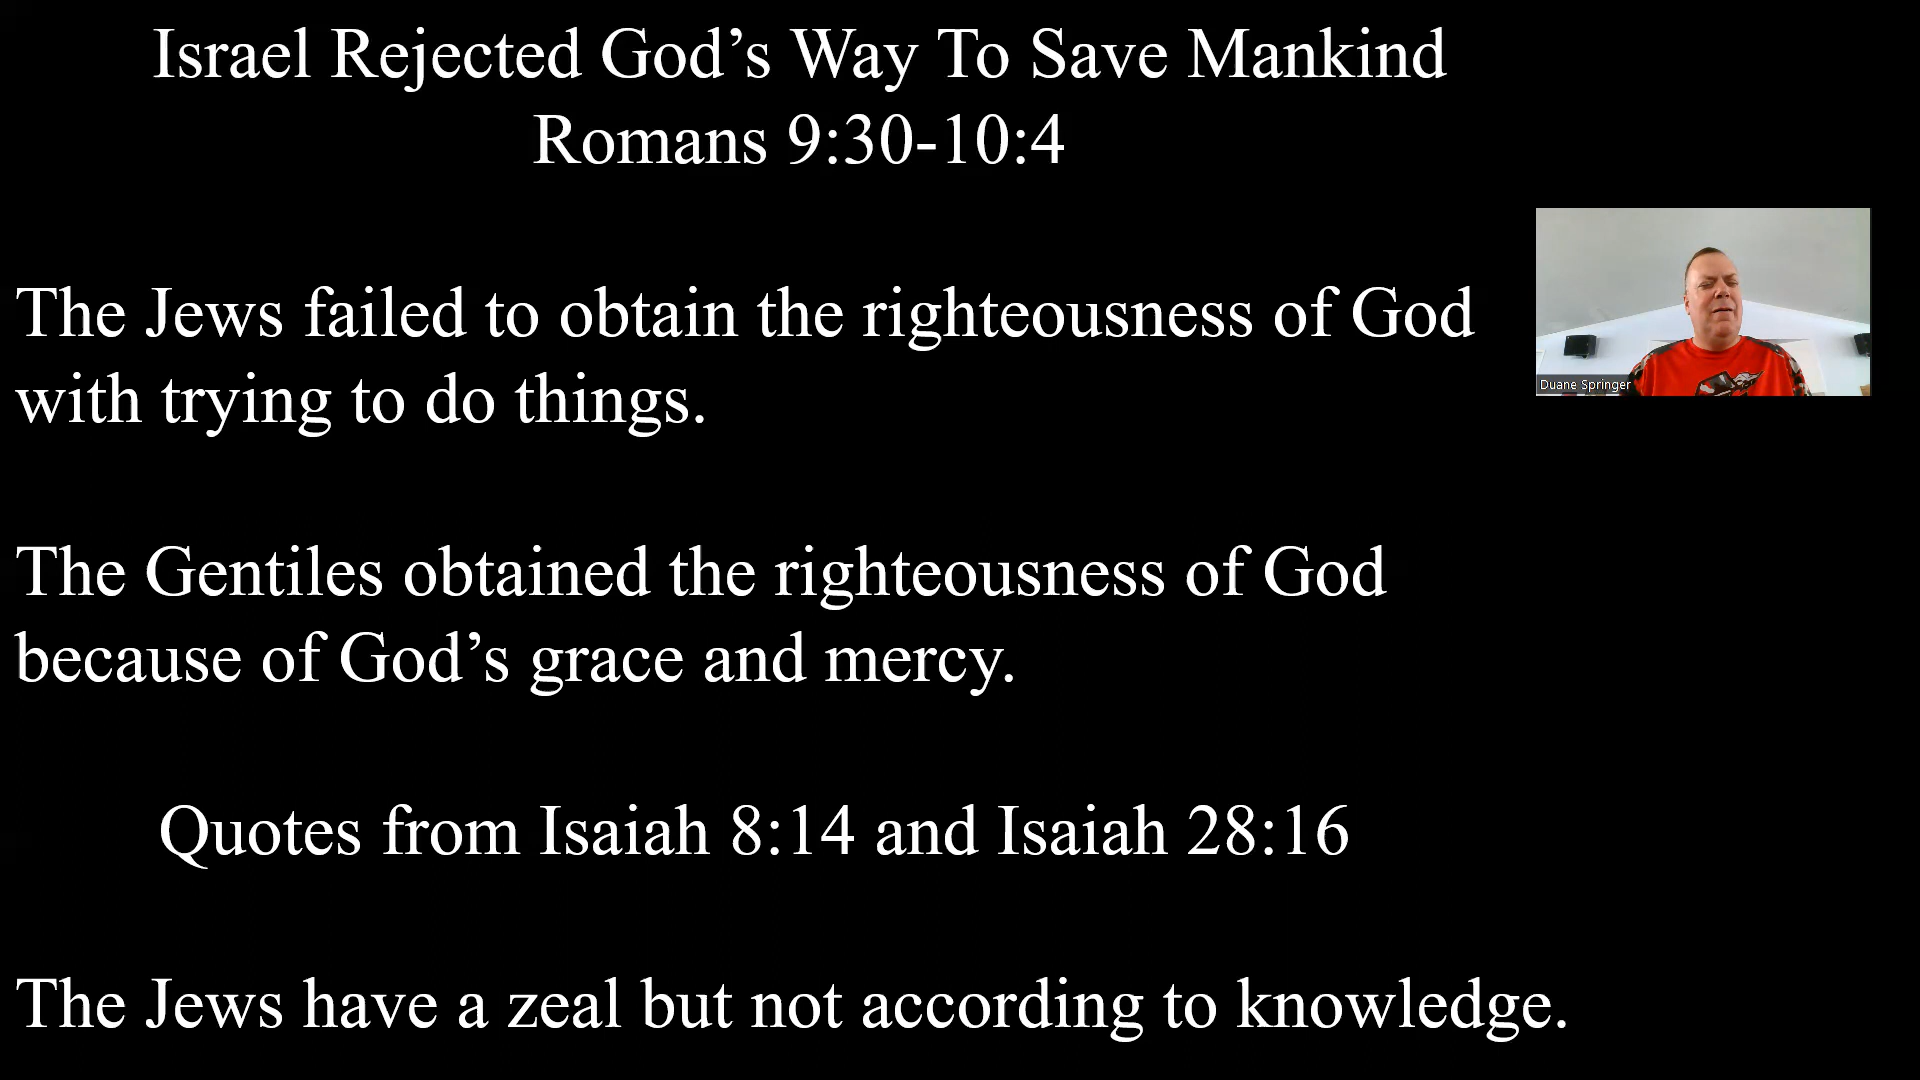 Israel Rejected God’s Way To Save Mankind
Romans 9:30-10:4
The Jews failed to obtain the righteousness of God
with trying to do things.
Duane Springer
The Gentiles obtained the righteousness of God
because of God’s grace and mercy.
Quotes from Isaiah 8:14 and Isaiah 28:16
The Jews have a zeal but not according to knowledge.